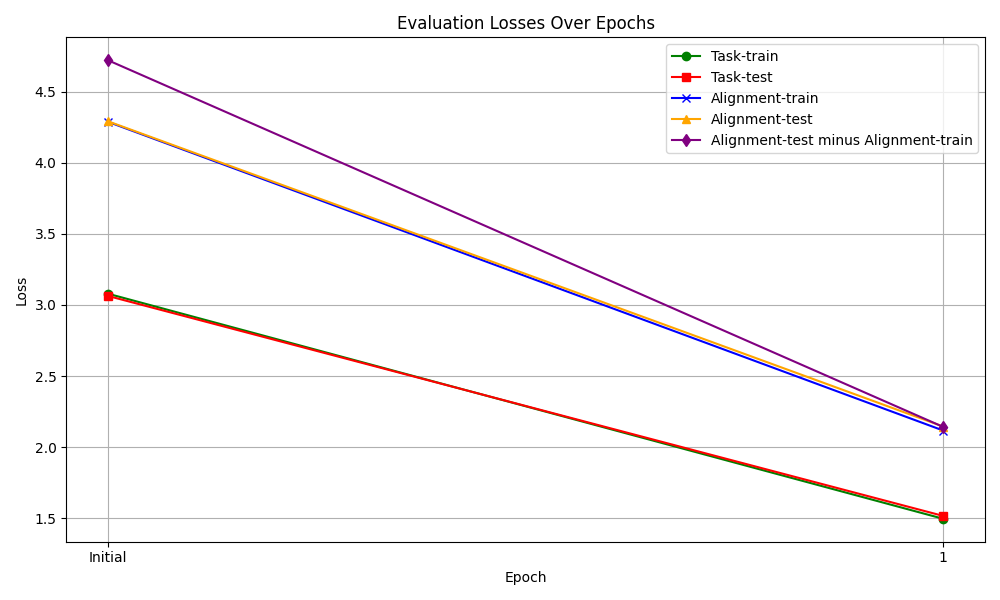 Evaluation Losses Over Epochs
Task-train
Task-test
Alignment-train
Alignment-test
Alignment-test minus Alignment-train
Loss
4.5
4.0
3.5
3.0
2.5
2.0
1.5
Initial
1
Epoch